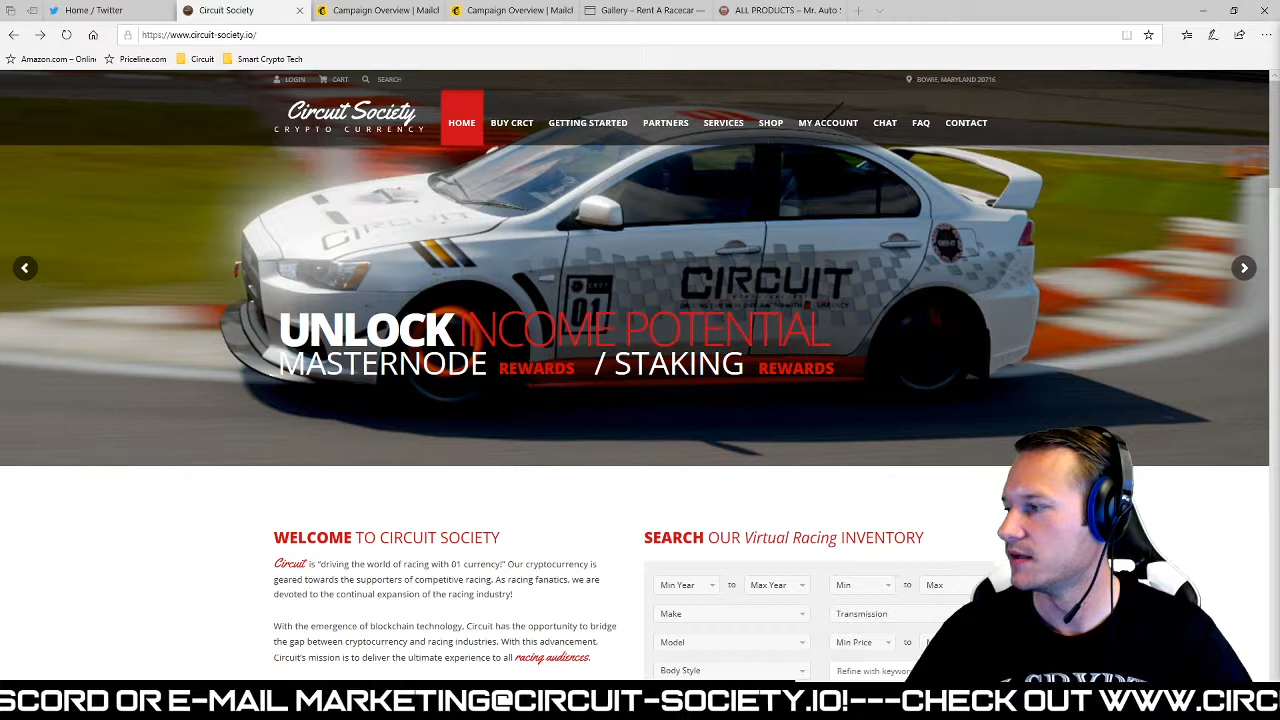 Home / Twitter
Circuit Society
Campaign Overview | Mailcl
Campaign Overview | Mailcl
Gallery – Rent A Racecar —
ALL PRODUCTS – Mr. Auto
https://www.circuit-society.io/
Amazon.com – Onlin
Priceline.com
Circuit
Smart Crypto Tech
LOGIN
CART
SEARCH
BOWIE, MARYLAND 20716
Circuit Society
CRYPTO CURRENCY
HOME
BUY CRCT
GETTING STARTED
PARTNERS
SERVICES
SHOP
MY ACCOUNT
CHAT
FAQ
CONTACT
CIRCUIT
CIRCUIT
01
UNLOCK INCOME POTENTIAL
MASTERNODE REWARDS / STAKING REWARDS
WELCOME TO CIRCUIT SOCIETY
Circuit is “driving the world of racing with 01 currency!” Our cryptocurrency is
geared towards the supporters of competitive racing. As racing fanatics, we are
devoted to the continual expansion of the racing industry!
With the emergence of blockchain technology, Circuit has the opportunity to bridge
the gap between cryptocurrency and racing industries. With this advancement,
Circuit’s mission is to deliver the ultimate experience to all racing audiences.
SEARCH OUR Virtual Racing INVENTORY
Min Year to Max Year
Min to Max
Make
Transmission
Model
Min Price to
Body Style
Refine with keywor
SCORD OR E-MAIL MARKETING@CIRCUIT-SOCIETY.IO!---CHECK OUT WWW.CIRC